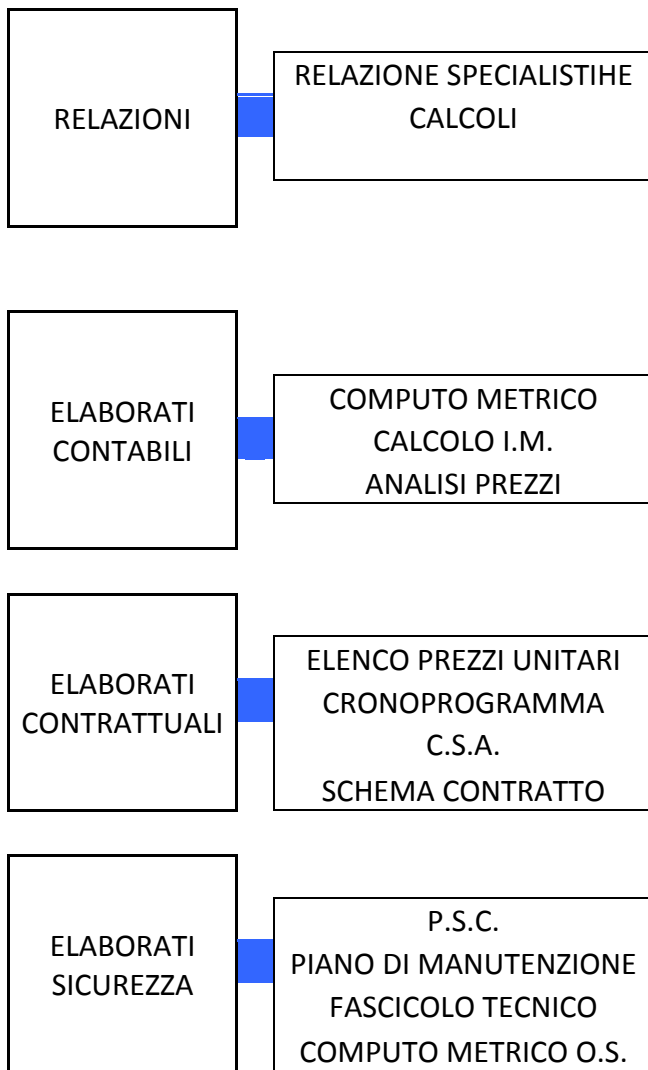 RELAZIONI
RELAZIONE SPECIALISTIHE
CALCOLI
ELABORATI
CONTABILI
COMPUTO METRICO
CALCOLO I.M.
ANALISI PREZZI
ELABORATI
CONTRATTUALI
ELENCO PREZZI UNITARI
CRONOPROGRAMMA
C.S.A.
SCHEMA CONTRATTO
ELABORATI
SICUREZZA
P.S.C.
PIANO DI MANUTENZIONE
FASCICOLO TECNICO
COMPUTO METRICO O.S.